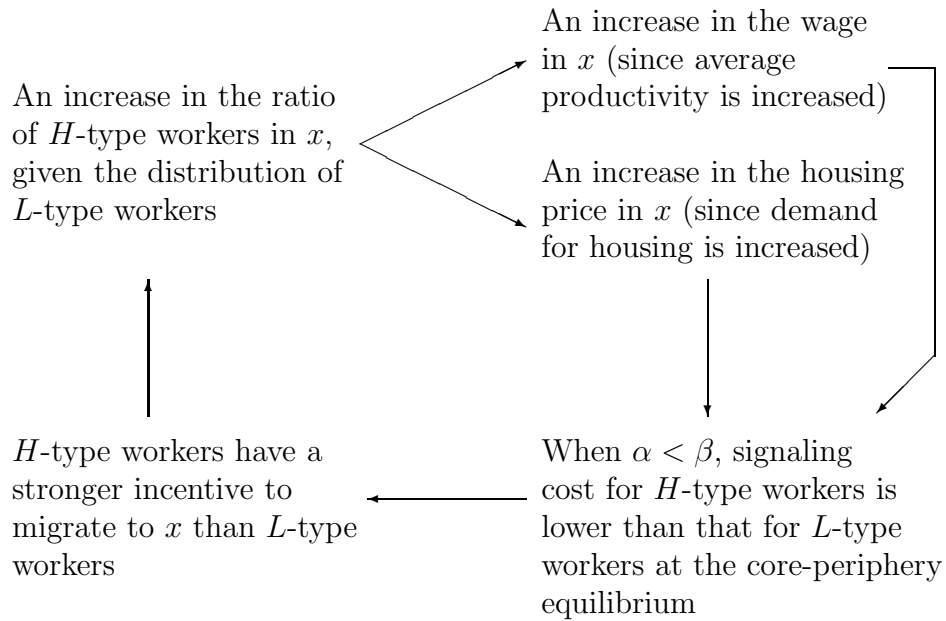 An increase in the ratio
of H-type workers in x,
given the distribution of
L-type workers
An increase in the wage
in x (since average
productivity is increased)
An increase in the housing
price in x (since demand
for housing is increased)
When α < β, signaling
cost for H-type workers is
lower than that for L-type
workers at the core-periphery
equilibrium
H-type workers have a
stronger incentive to
migrate to x than L-type
workers